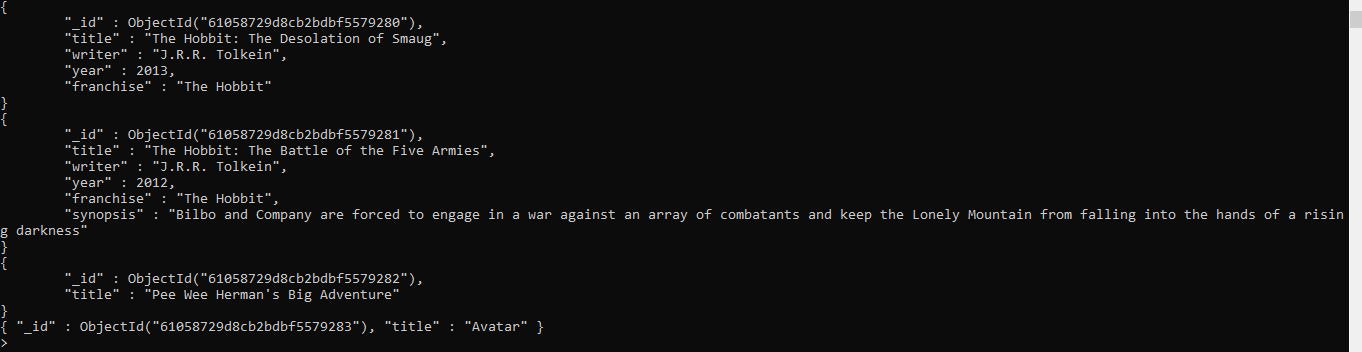 {
        "_id" : ObjectId("61058729d8cb2bdbf5579280"),
        "title" : "The Hobbit: The Desolation of Smaug",
        "writer" : "J.R.R. Tolkein",
        "year" : 2013,
        "franchise" : "The Hobbit"
}
{
        "_id" : ObjectId("61058729d8cb2bdbf5579281"),
        "title" : "The Hobbit: The Battle of the Five Armies",
        "writer" : "J.R.R. Tolkein",
        "year" : 2012,
        "franchise" : "The Hobbit",
        "synopsis" : "Bilbo and Company are forced to engage in a war against an array of combatants and keep the Lonely Mountain from falling into the hands of a risin
g darkness"
}
{
        "_id" : ObjectId("61058729d8cb2bdbf5579282"),
        "title" : "Pee Wee Herman's Big Adventure"
}
{ "_id" : ObjectId("61058729d8cb2bdbf5579283"), "title" : "Avatar" }
>